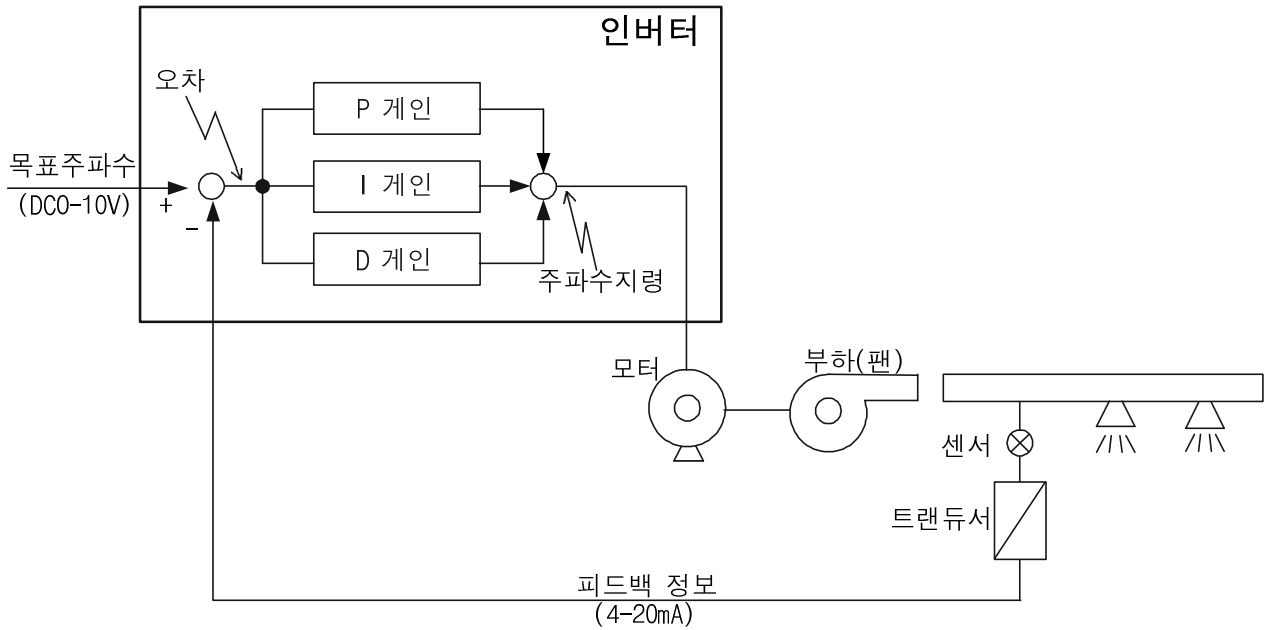 인버터
오차
P 게인
목표주파수
(DC0-10V)
+
-
I 게인
D 게인
주파수지령
모터
부하(팬)
센서
트랜듀서
피드백 정보
(4-20mA)